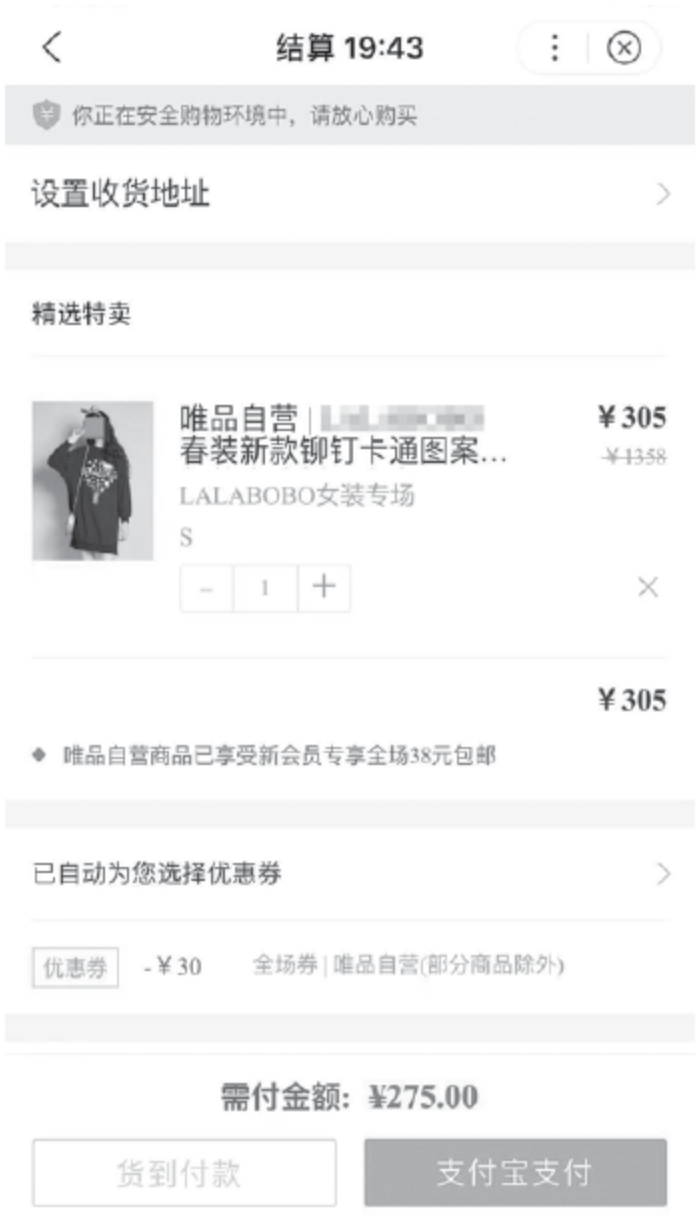 结算 19:43
你正在安全购物环境中，请放心购买
设置收货地址
精选特卖
唯品自营 |
¥305
春装新款铆钉卡通图案...
¥1358
LALABOBO女装专场
S
- 1 +
¥305
唯品自营商品已享受新会员专享全场38元包邮
已自动为您选择优惠券
优惠券 -¥30 全场券 | 唯品自营(部分商品除外)
需付金额: ¥275.00
货到付款 支付宝支付